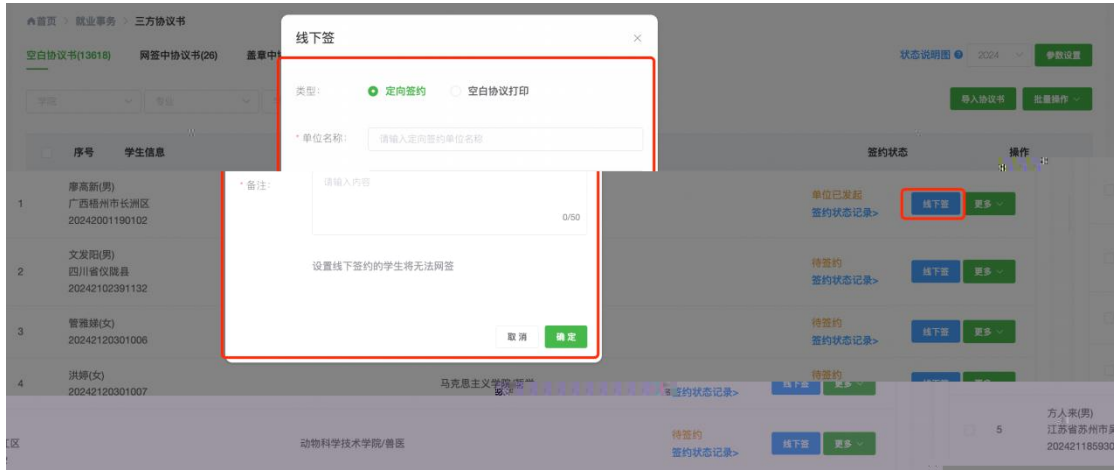 首页 > 就业事务 > 三方协议书
线下签
空白协议书(13618) 网签中协议书(26) 盖章中
状态说明图 2024 参数设置
类型： 定向签约 空白协议打印
学院 专业
导入协议书 批量操作
* 单位名称： 请输入定向签约单位名称
序号 学生信息 签约状态 操作
* 备注： 请输入内容
0/50
1 廖高新(男) 广西梧州市长洲区 20242001190102 单位已发起 签约状态记录> 线下签 更多
设置线下签约的学生将无法网签
2 文发阳(男) 四川省仪陇县 20242102391132 待签约 签约状态记录> 线下签 更多
取消 确定
3 管雅娣(女) 20242120301006 待签约 签约状态记录> 线下签 更多
4 洪婷(女) 20242120301007 马克思主义学院 待签约 签约状态记录> 线下签 更多
区 动物科学技术学院/兽医 待签约 签约状态记录> 线下签 更多
5 方人来(男) 江苏省苏州市吴 202421185930